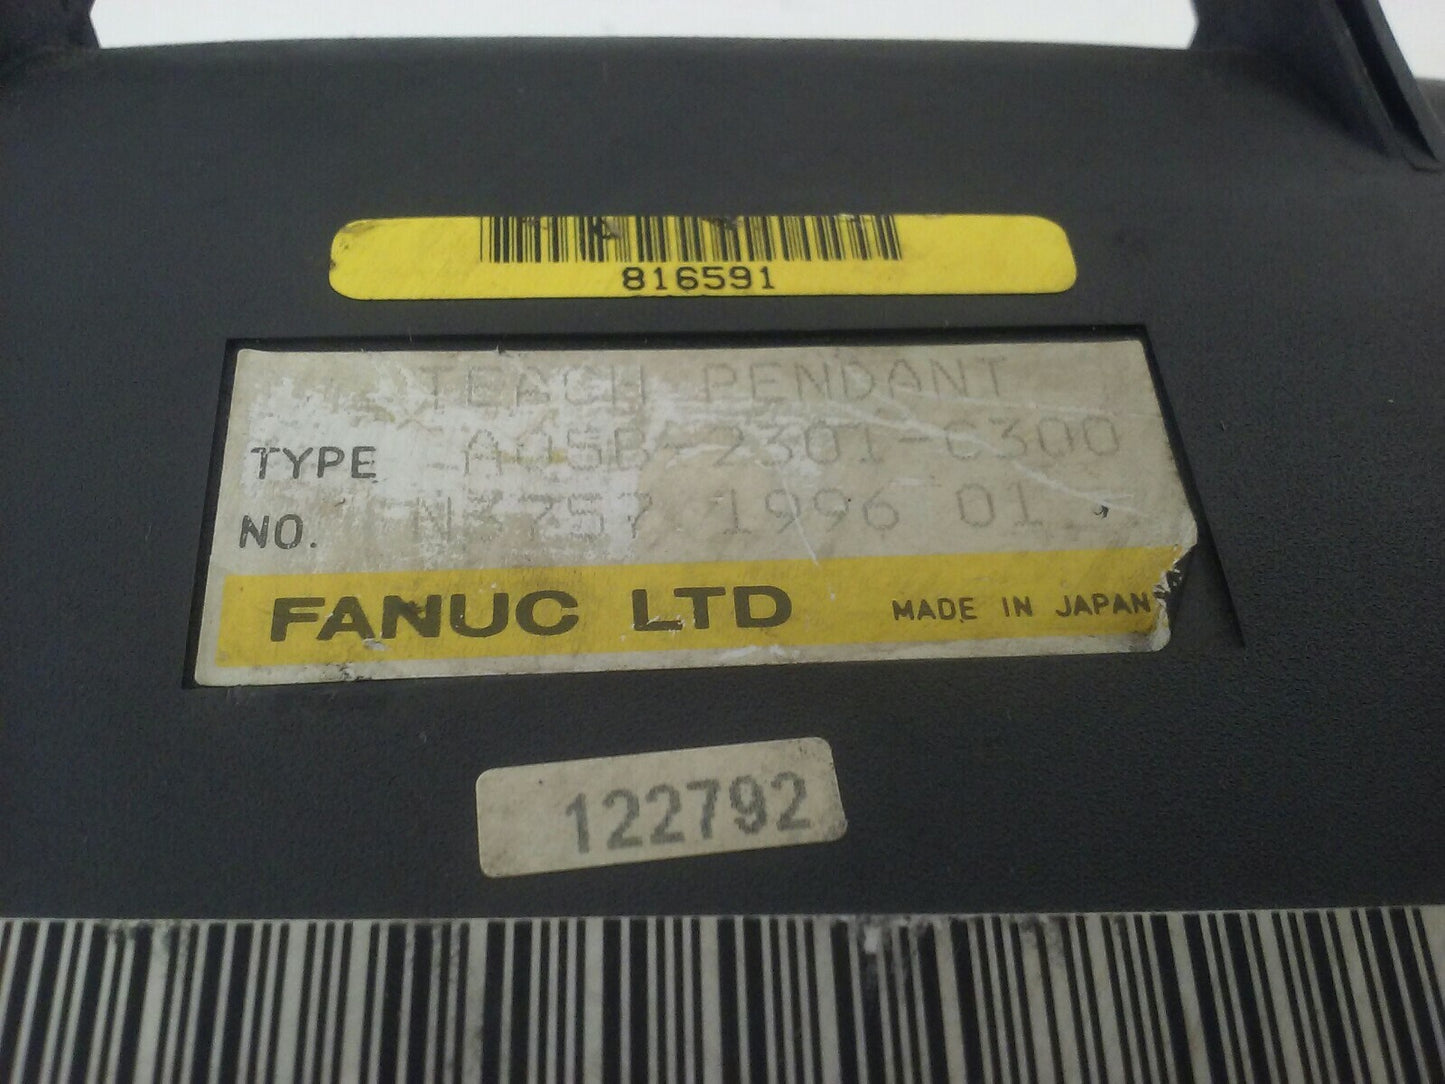 816591
TEACH PENDANT
TYPE A05B-2301-C300
NO. N3757 1996 01
FANUC LTD MADE IN JAPAN
122792